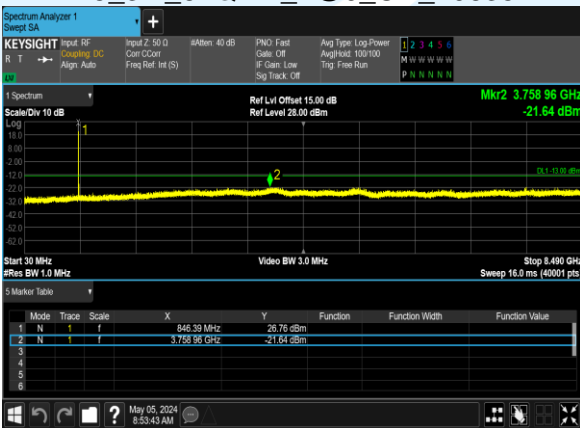 Spectrum Analyzer 1
Swept SA
KEYSIGHT Input: RF Input Z: 50 Ω #Atten: 40 dB PNO: Fast Avg Type: Log-Power 1 2 3 4 5 6
R T Coupling: DC Corr CCorr Gate: Off Avg|Hold: 100/100 M W W W W W
Align: Auto Freq Ref: Int (S) IF Gain: Low Trig: Free Run
Sig Track: Off P N N N N N
1 Spectrum Ref Lvl Offset 15.00 dB Mkr2 3.758 96 GHz
Scale/Div 10 dB Ref Level 28.00 dBm -21.64 dBm
Log
18.0
8.00
-2.00
-12.0
-22.0
-32.0
-42.0
-52.0
-62.0
1
2
DL1 -13.00 dBm
Start 30 MHz Video BW 3.0 MHz Stop 8.490 GHz
#Res BW 1.0 MHz Sweep 16.0 ms (40001 pts
5 Marker Table
Mode Trace Scale X Y Function Function Width Function Value
1 N 1 f 846.39 MHz 26.76 dBm
2 N 1 f 3.758 96 GHz -21.64 dBm
3
4
5
6
? May 05, 2024
8:53:43 AM